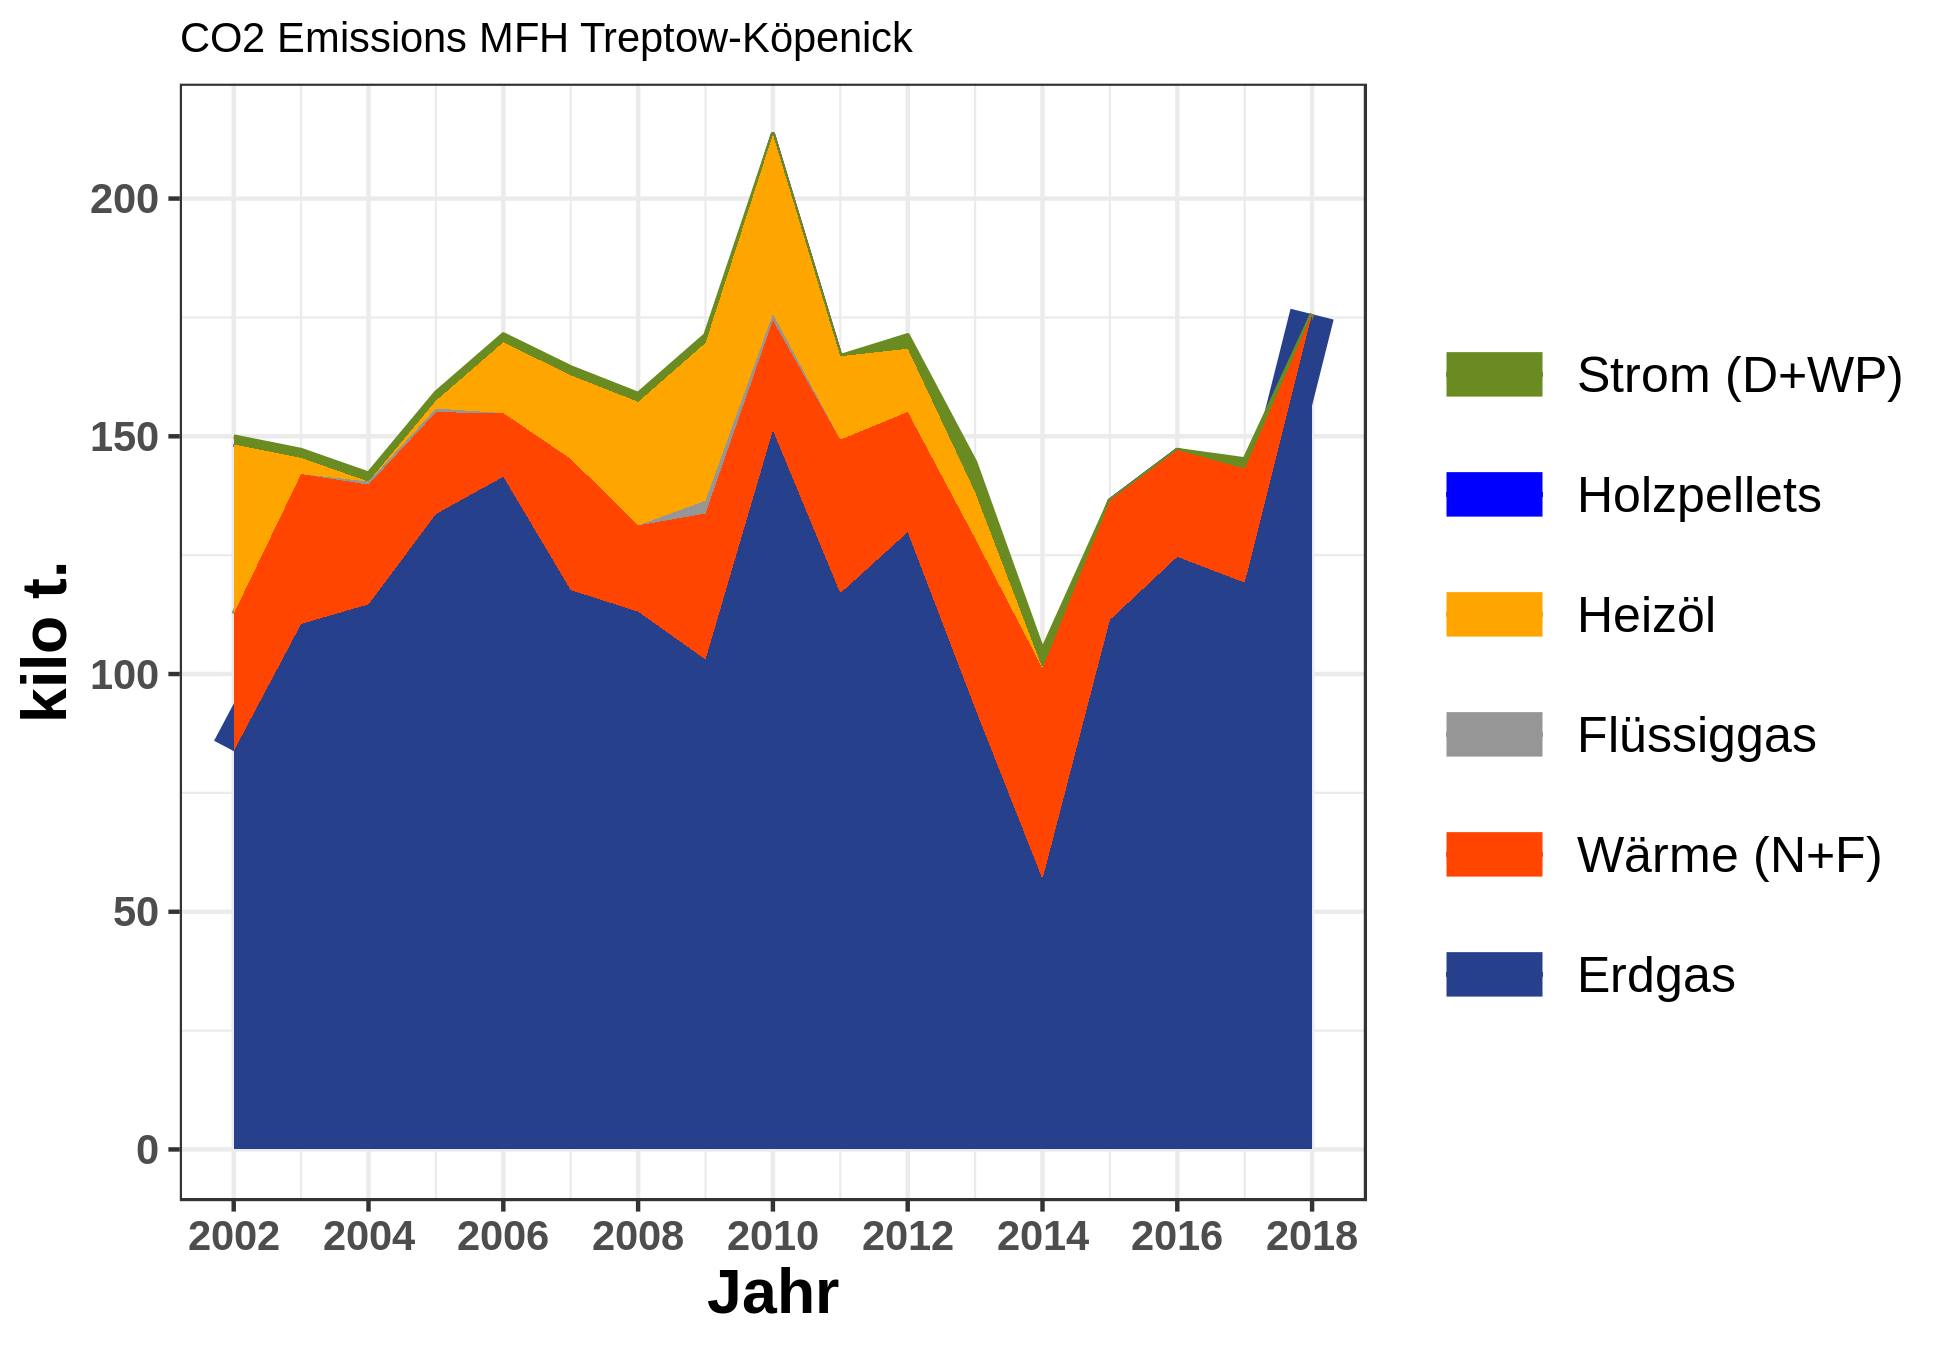 CO2 Emissions MFH Treptow-Köpenick
kilo t.
200
150
100
50
0
2002 2004 2006 2008 2010 2012 2014 2016 2018
Jahr
Strom (D+WP)
Holzpellets
Heizöl
Flüssiggas
Wärme (N+F)
Erdgas